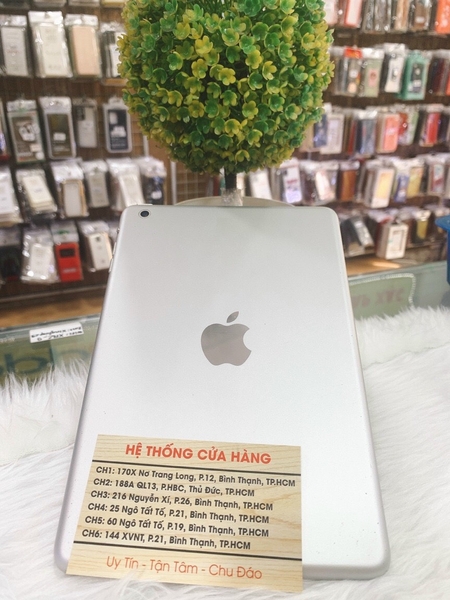 HỆ THỐNG CỬA HÀNG
CH1: 170X Nơ Trang Long, P.12, Bình Thạnh, TP.HCM
CH2: 188A QL13, P.HBC, Thủ Đức, TP.HCM
CH3: 216 Nguyễn Xí, P.26, Bình Thạnh, TP.HCM
CH4: 25 Ngô Tất Tố, P.21, Bình Thạnh, TP.HCM
CH5: 60 Ngô Tất Tố, P.19, Bình Thạnh, TP.HCM
CH6: 144 XVNT, P.21, Bình Thạnh, TP.HCM
Uy Tín - Tận Tâm - Chu Đáo